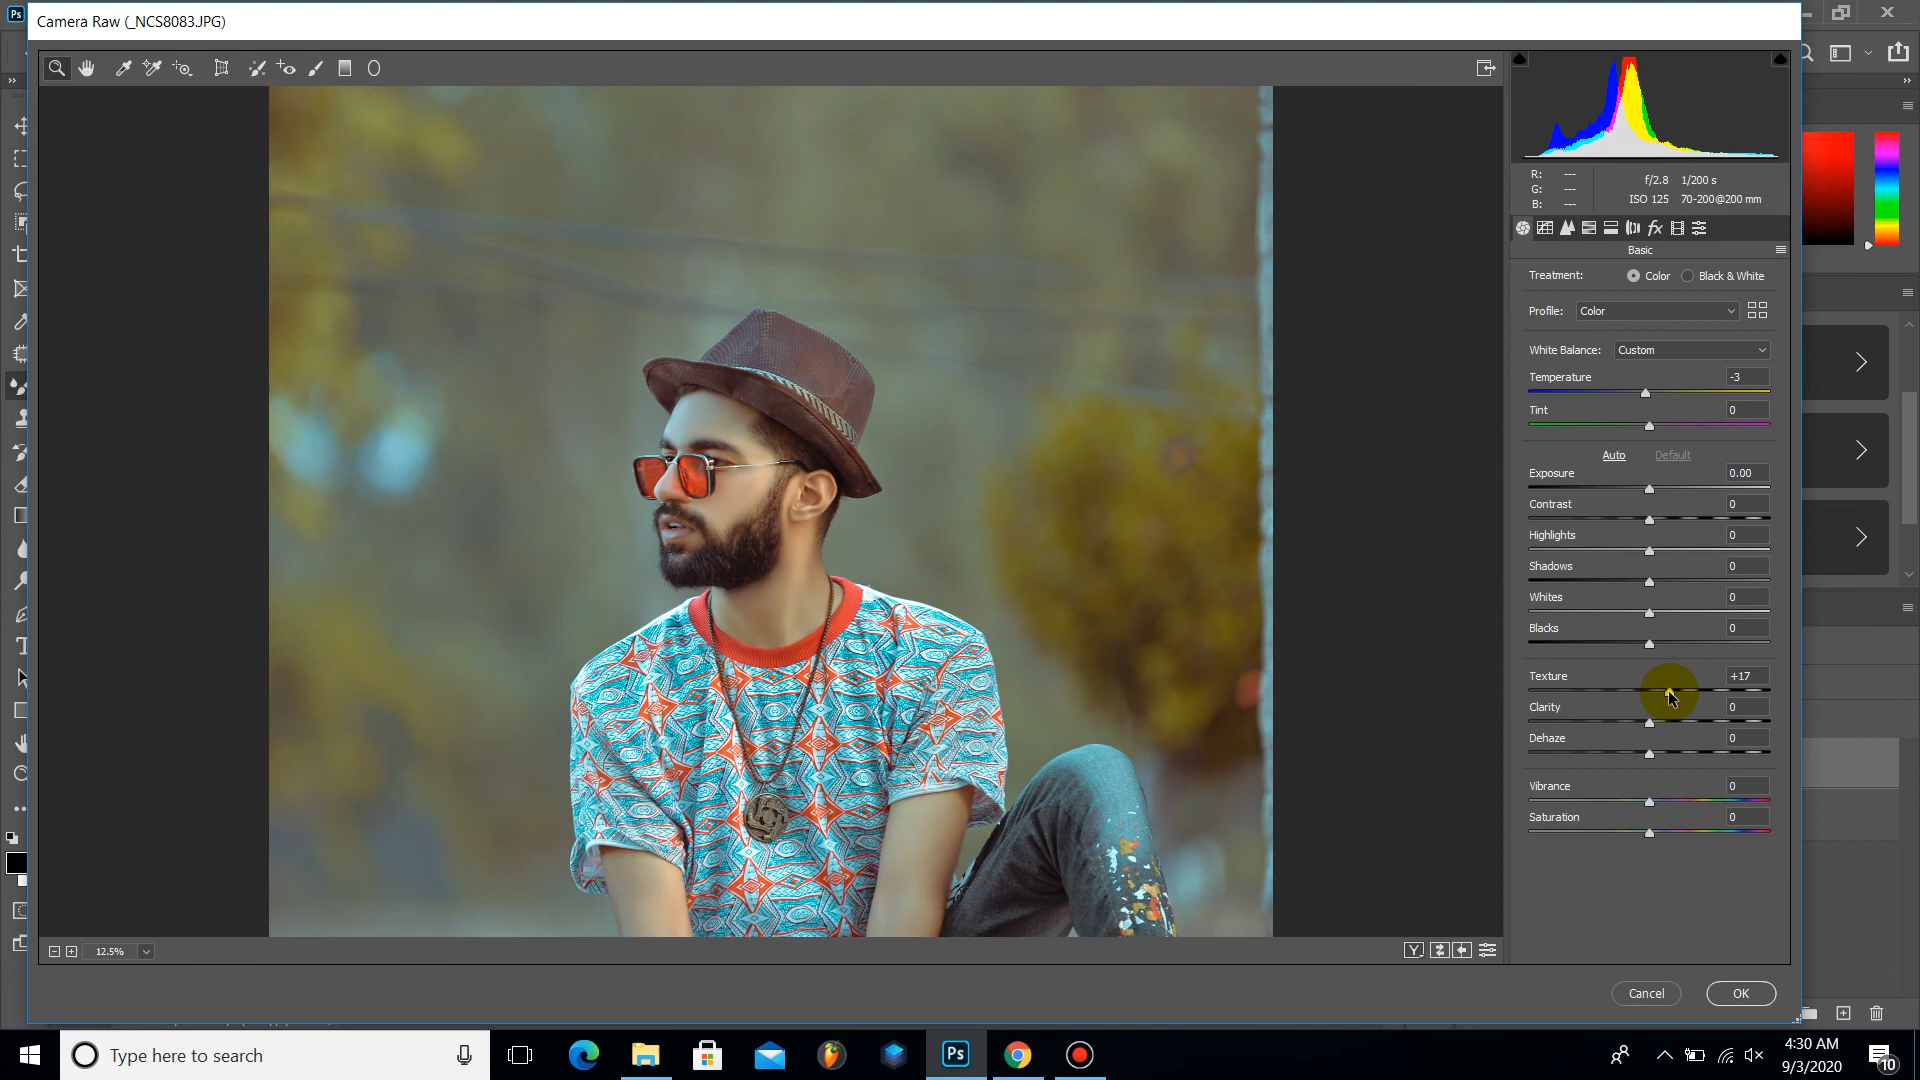 Ps
Camera Raw (_NCS8083.JPG)
R: ---
G: ---
B: ---
f/2.8 1/200 s
ISO 125 70-200@200 mm
fx
Basic
Treatment: Color Black & White
Profile: Color
White Balance: Custom
Temperature -3
Tint 0
Auto Default
Exposure 0.00
Contrast 0
Highlights 0
Shadows 0
Whites 0
Blacks 0
Texture +17
Clarity 0
Dehaze 0
Vibrance 0
Saturation 0
12.5%
Y
Cancel OK
Type here to search
Ps
4:30 AM
9/3/2020
10